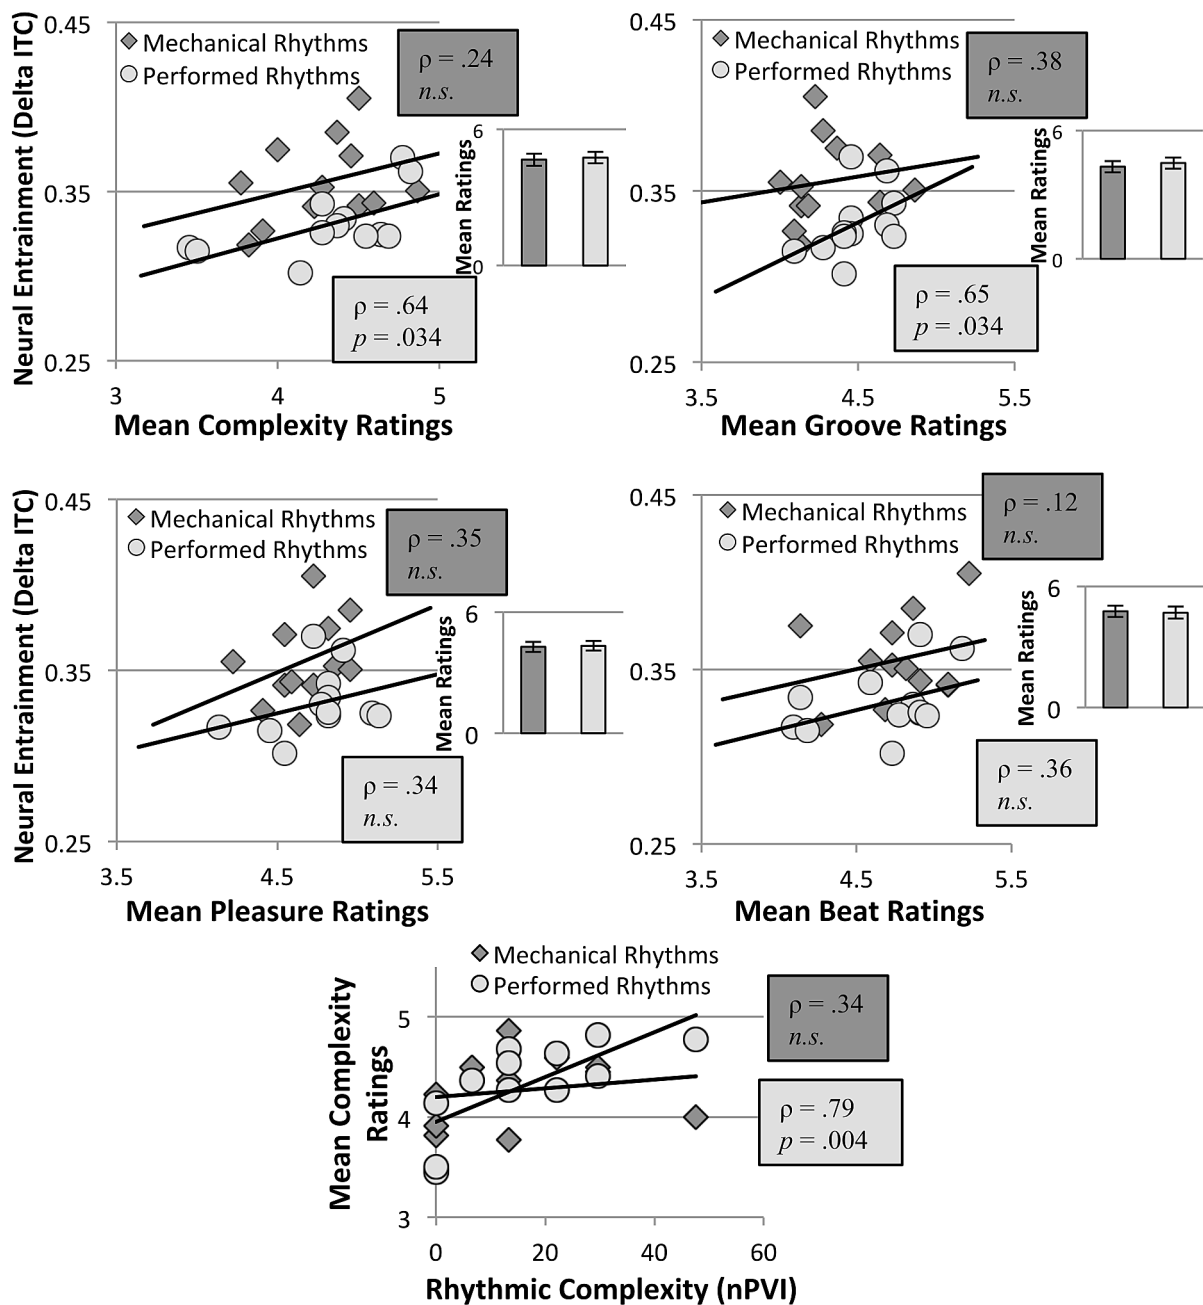 0.45
Mechanical Rhythms
Performed Rhythms
ρ = .24
n.s.
Neural Entrainment (Delta ITC)
0.35
0.25
6
Mean Ratings
0
ρ = .64
p = .034
3
4
5
Mean Complexity Ratings
0.45
Mechanical Rhythms
Performed Rhythms
ρ = .38
n.s.
0.35
0.25
6
Mean Ratings
0
ρ = .65
p = .034
3.5
4.5
5.5
Mean Groove Ratings
0.45
Mechanical Rhythms
Performed Rhythms
ρ = .35
n.s.
Neural Entrainment (Delta ITC)
0.35
0.25
6
Mean Ratings
0
ρ = .34
n.s.
3.5
4.5
5.5
Mean Pleasure Ratings
0.45
Mechanical Rhythms
Performed Rhythms
ρ = .12
n.s.
0.35
0.25
6
Mean Ratings
0
ρ = .36
n.s.
3.5
4.5
5.5
Mean Beat Ratings
Mechanical Rhythms
Performed Rhythms
Mean Complexity
Ratings
5
4
3
ρ = .34
n.s.
ρ = .79
p = .004
0
20
40
60
Rhythmic Complexity (nPVI)